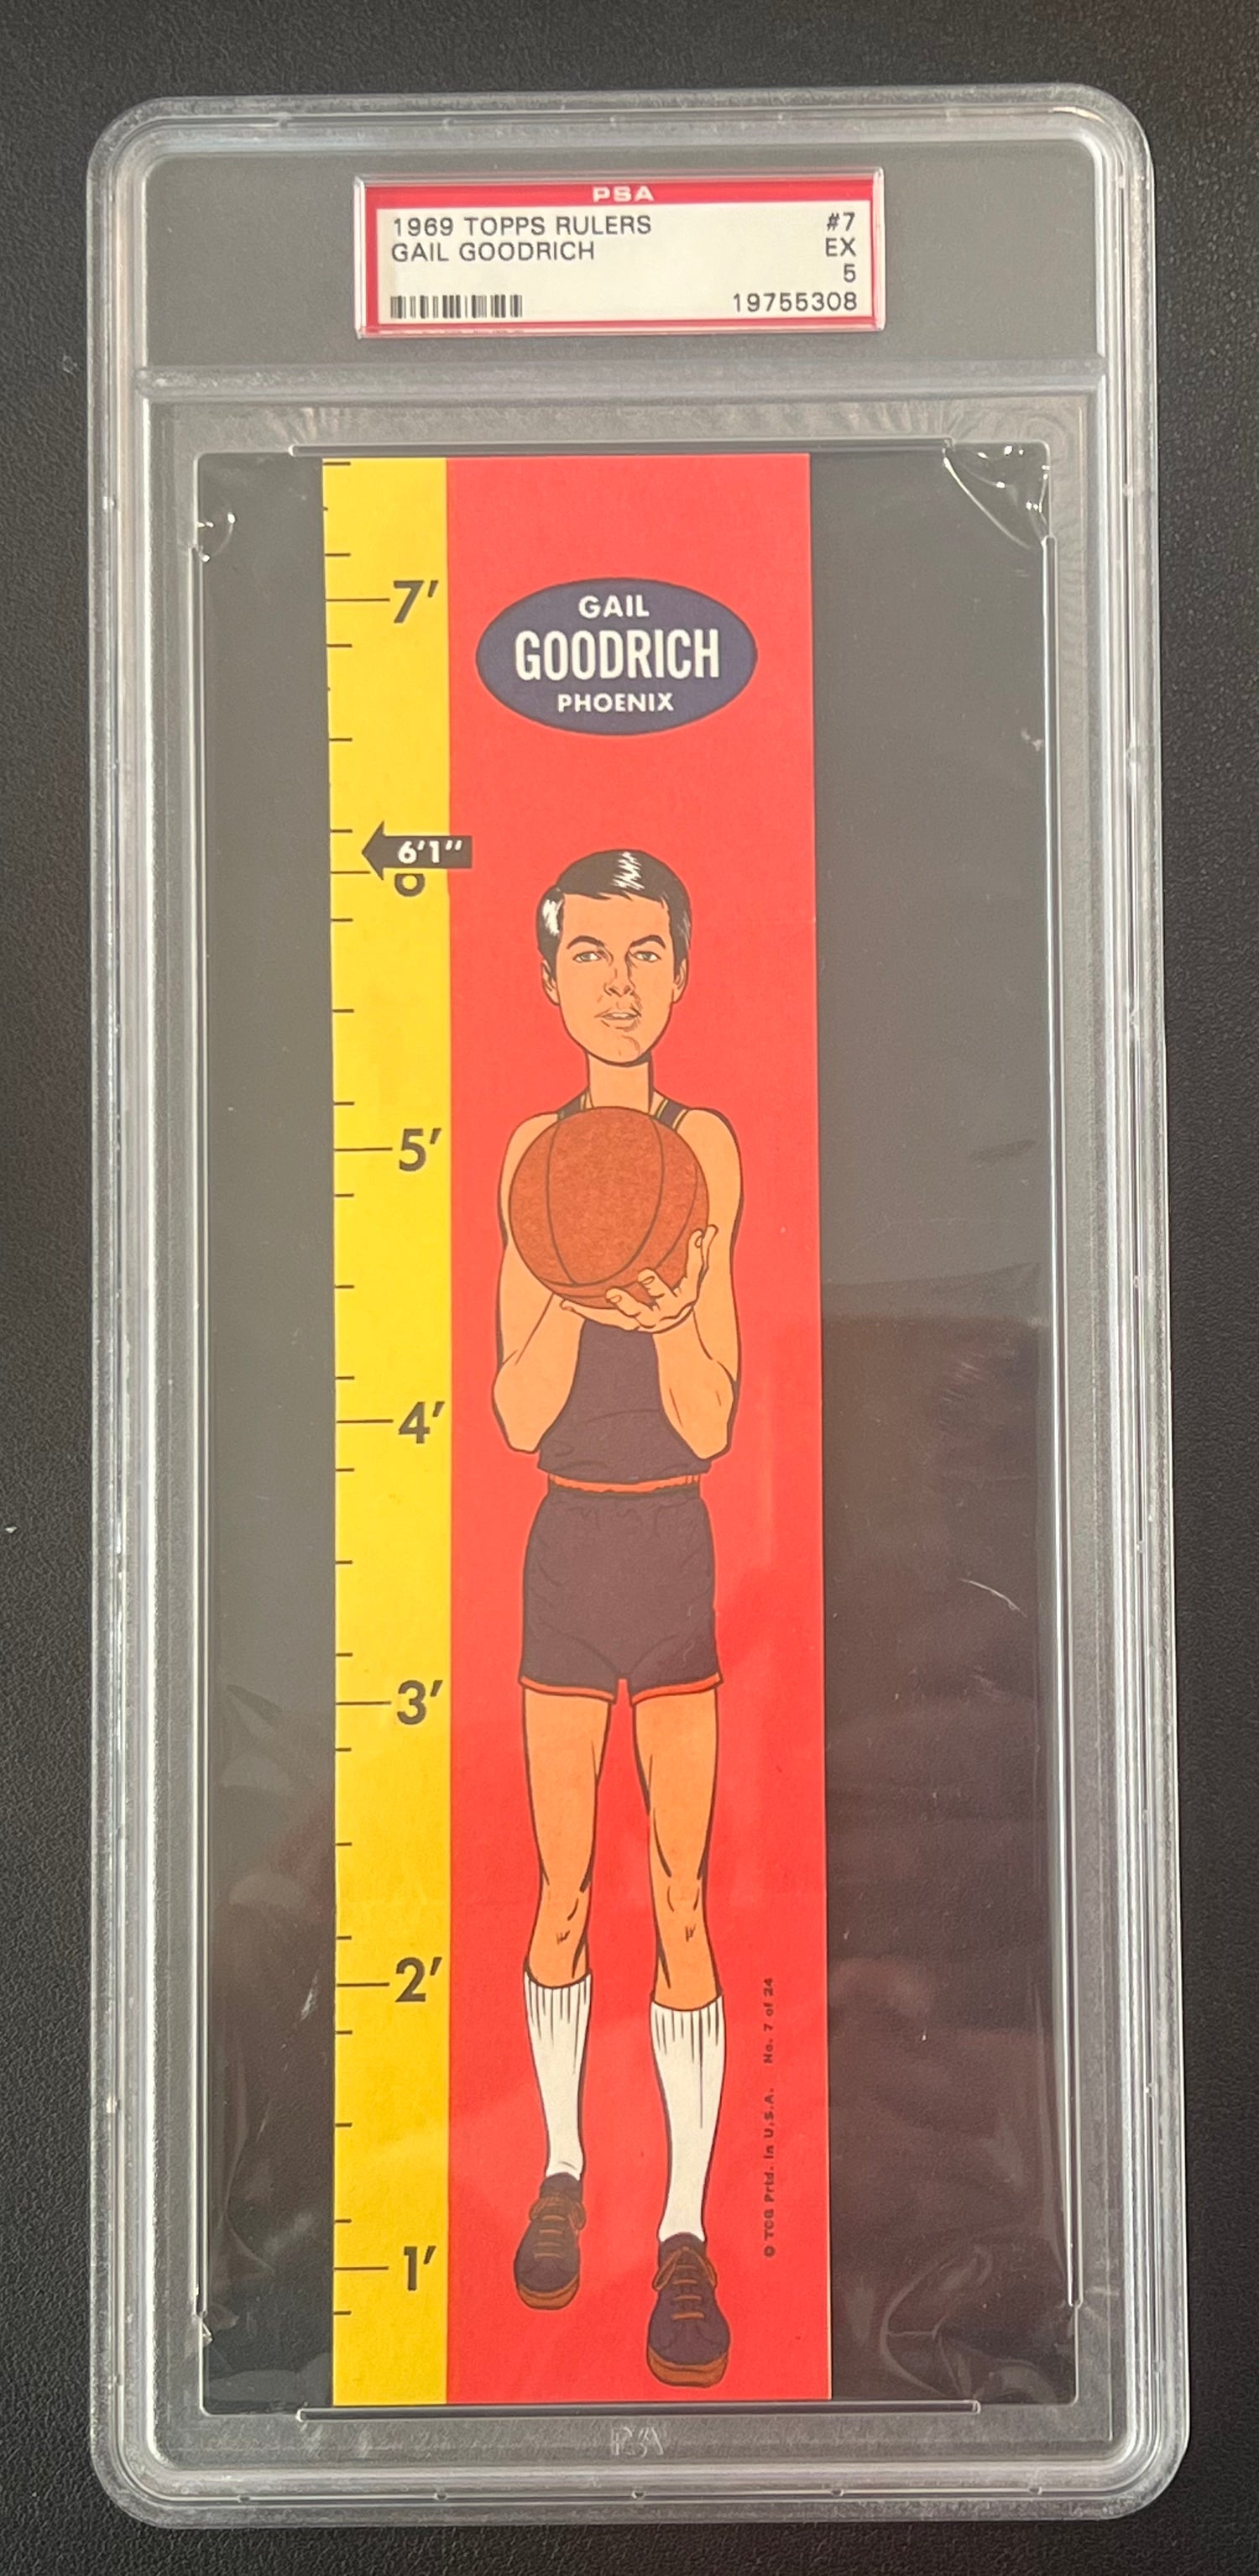 PSA
1969 TOPPS RULERS #7
GAIL GOODRICH EX
5
19755308
7'
GAIL
GOODRICH
PHOENIX
6'1"
6
5'
4'
3'
2'
1'
© TCG Prtd. in U.S.A. No. 7 of 24
PSA